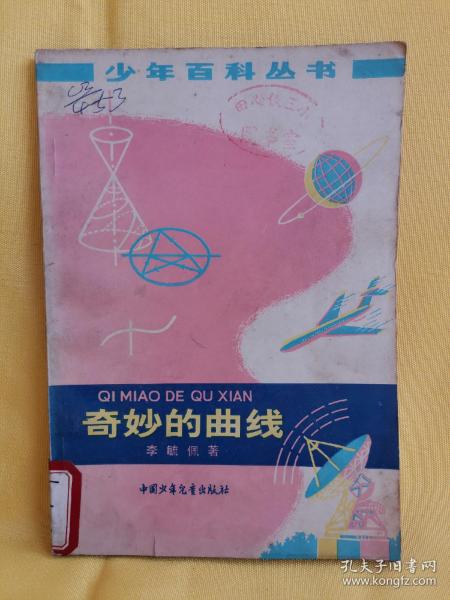 少年百科丛书
QI MIAO DE QU XIAN
奇妙的曲线
李毓佩著
中国少年儿童出版社
孔夫子旧书网
www.kongfz.com